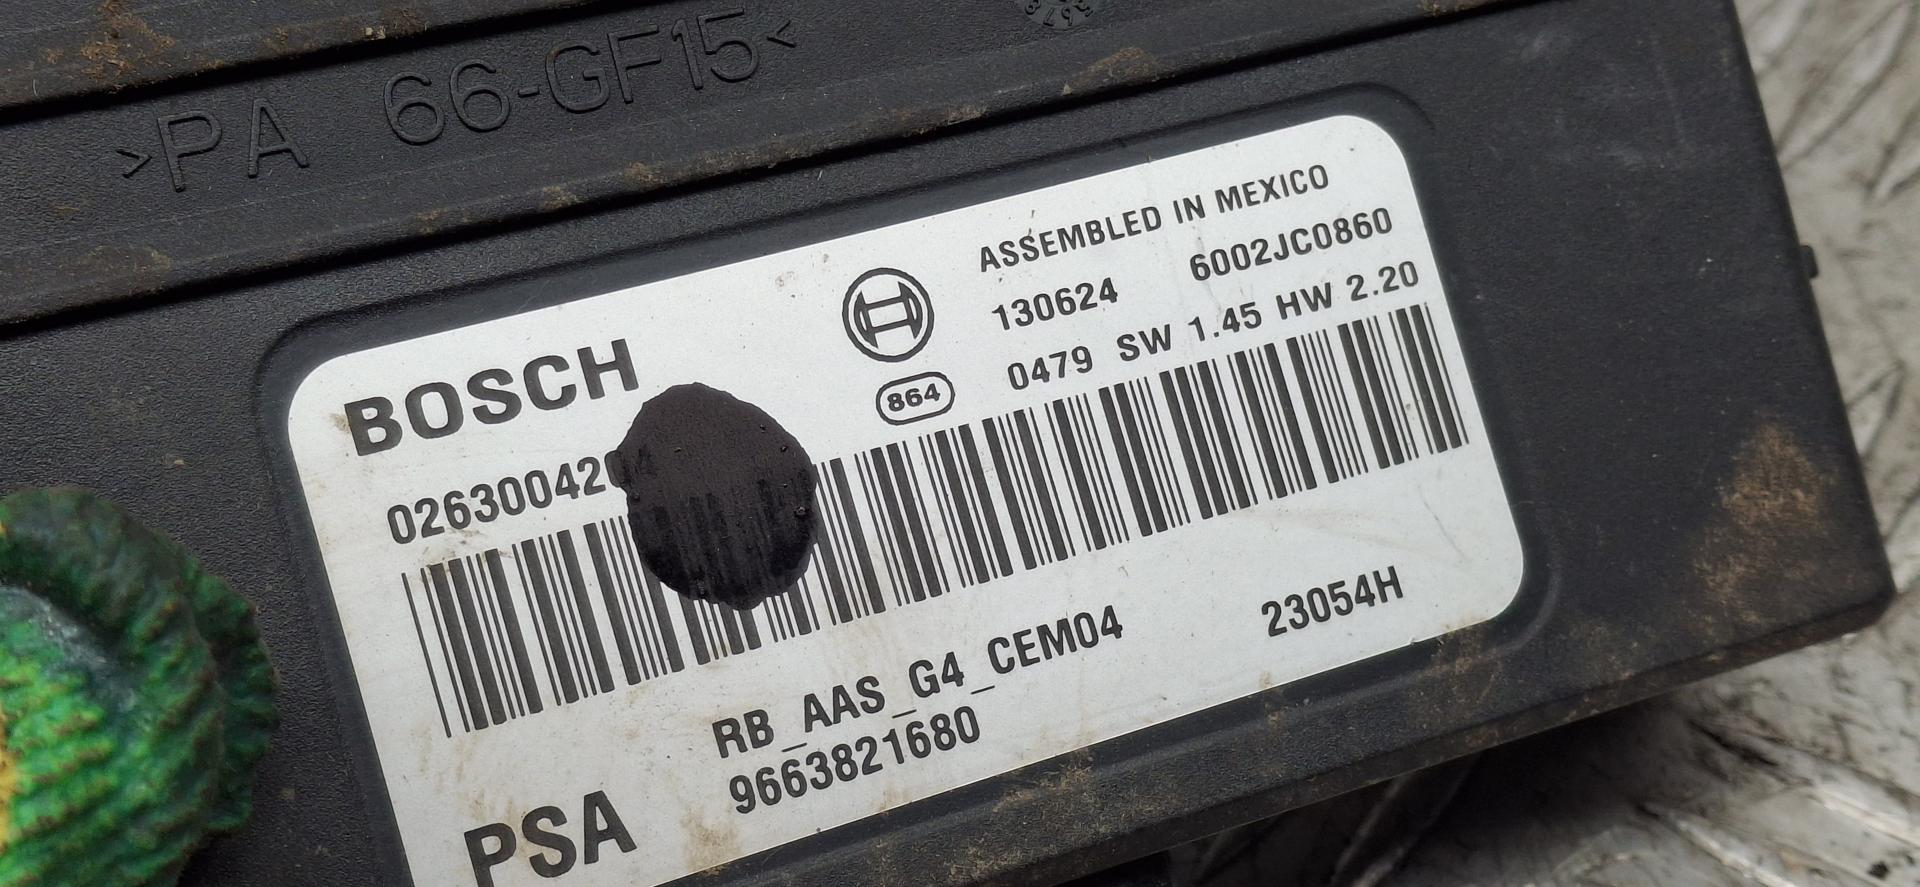 >PA 66-GF15<
BOSCH
ASSEMBLED IN MEXICO
130624 6002JC0860
864
0479 SW 1.45 HW 2.20
RB_AAS_G4_CEM04
23054H
9663821680
PSA